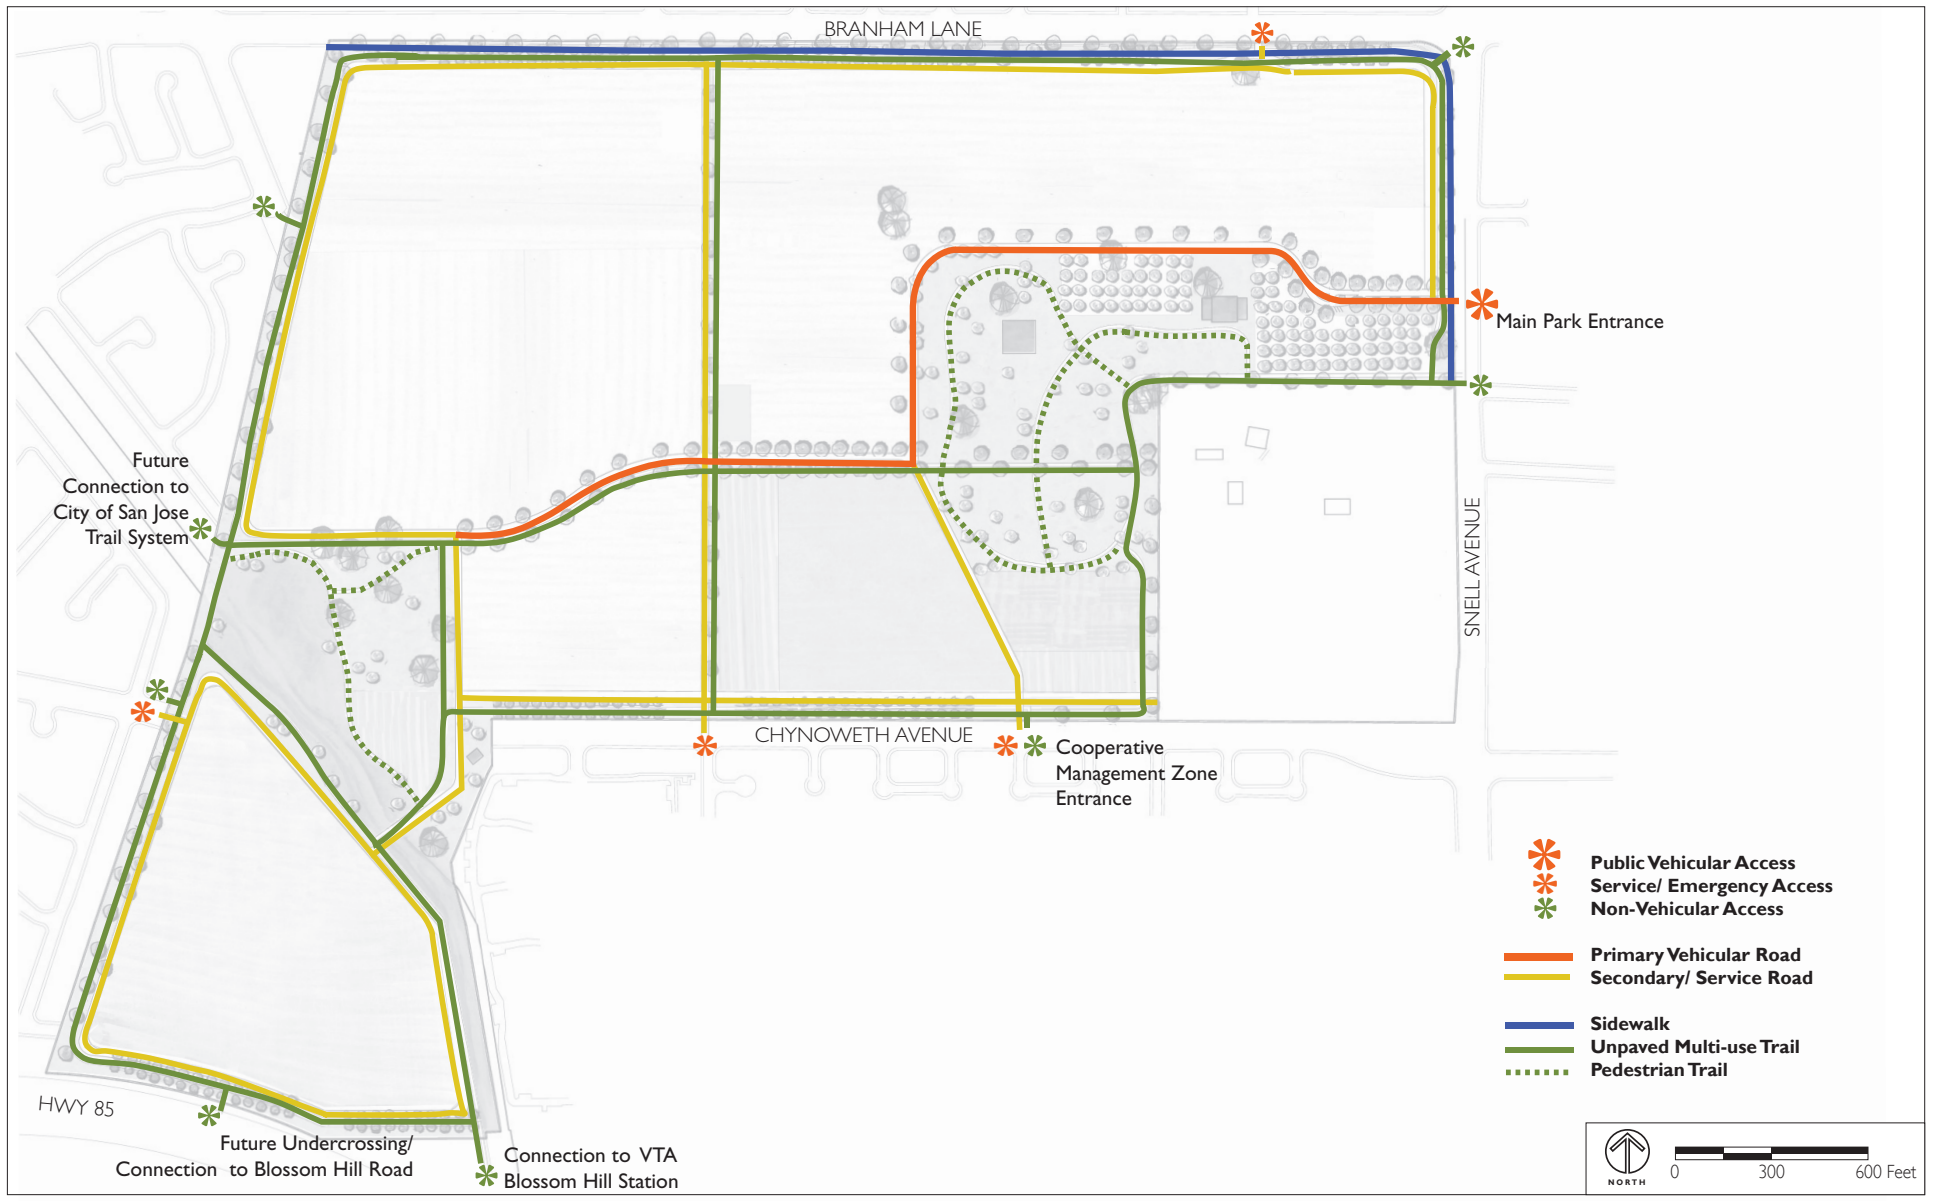 BRANHAM LANE
Main Park Entrance
Future
Connection to
City of San Jose
Trail System
SNELL AVENUE
CHYNOWETH AVENUE
Cooperative
Management Zone
Entrance
Public Vehicular Access
Service/ Emergency Access
Non-Vehicular Access
Primary Vehicular Road
Secondary/ Service Road
Sidewalk
Unpaved Multi-use Trail
Pedestrian Trail
HWY 85
Future Undercrossing/
Connection to Blossom Hill Road
Connection to VTA
Blossom Hill Station
NORTH
0 300 600 Feet